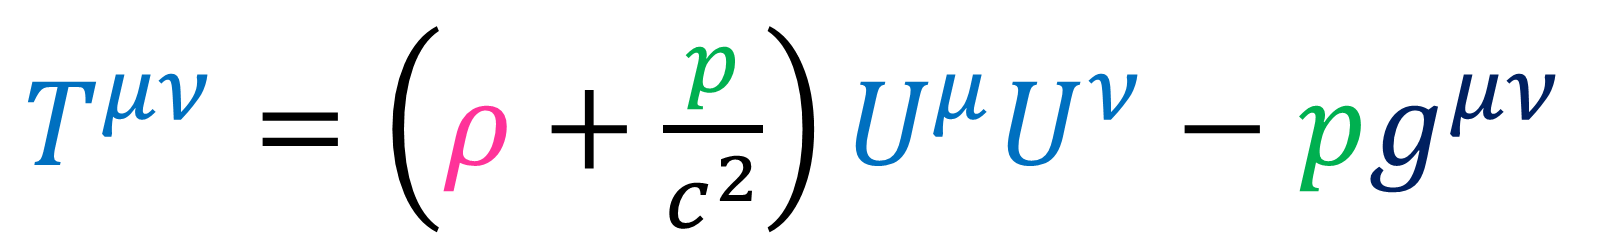 T^{μν} = (ρ + p/c²) U^μ U^ν − p g^{μν}